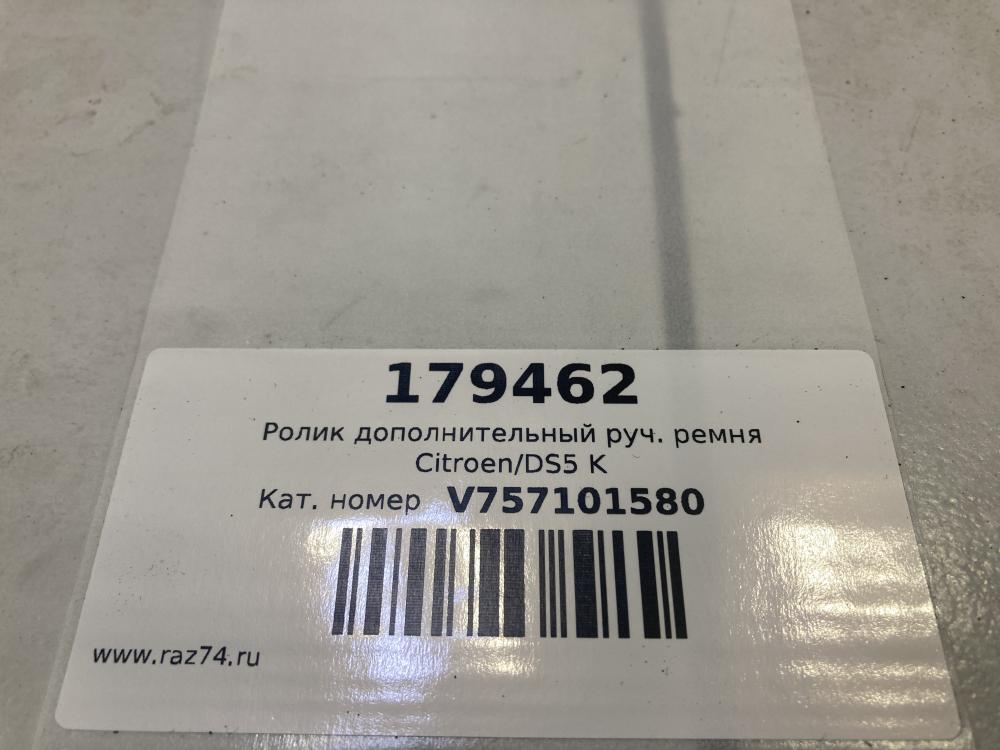 179462
Ролик дополнительный руч. ремня
Citroen/DS5 K
Кат. номер V757101580
www.raz74.ru